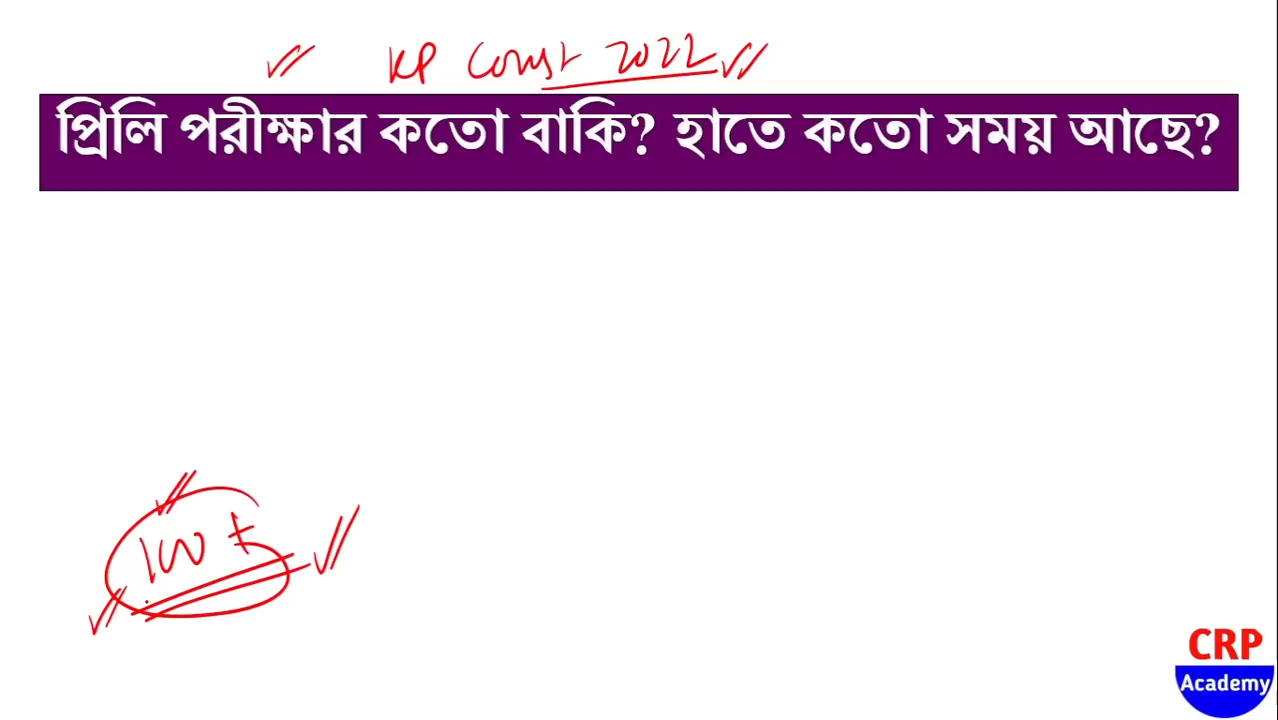 KP Const 2022
প্রিলি পরীক্ষার কতো বাকি? হাতে কতো সময় আছে?
100 +
CRP
Academy